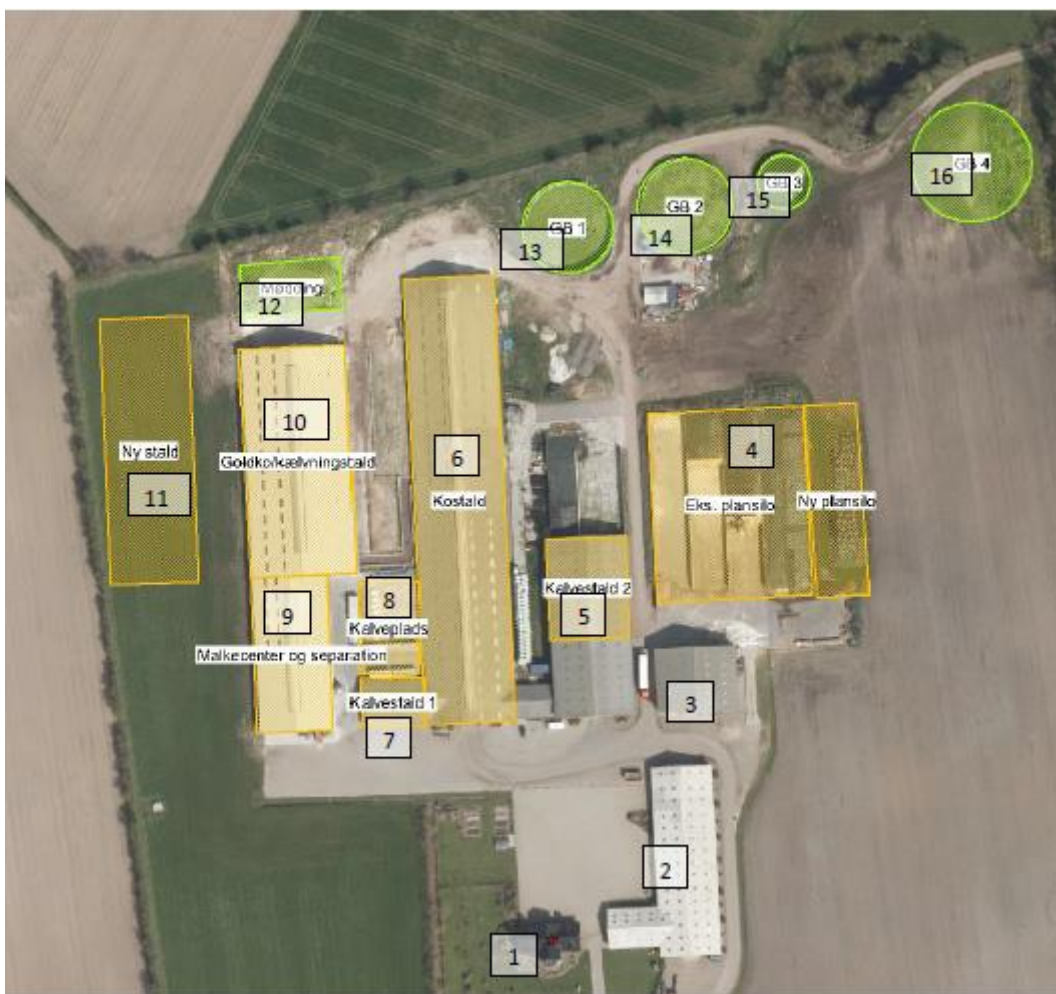 GB 4
16
GB 3
15
GB 2
14
GB 1
13
Mødding
12
10
Goldko/kælvningstald
Ny stald
11
6
Kostald
4
Eks. plansilo
Ny plansilo
9
Malkecenter og separation
8
Kalveplads
Kalvestald 2
5
Kalvestald 1
7
3
2
1